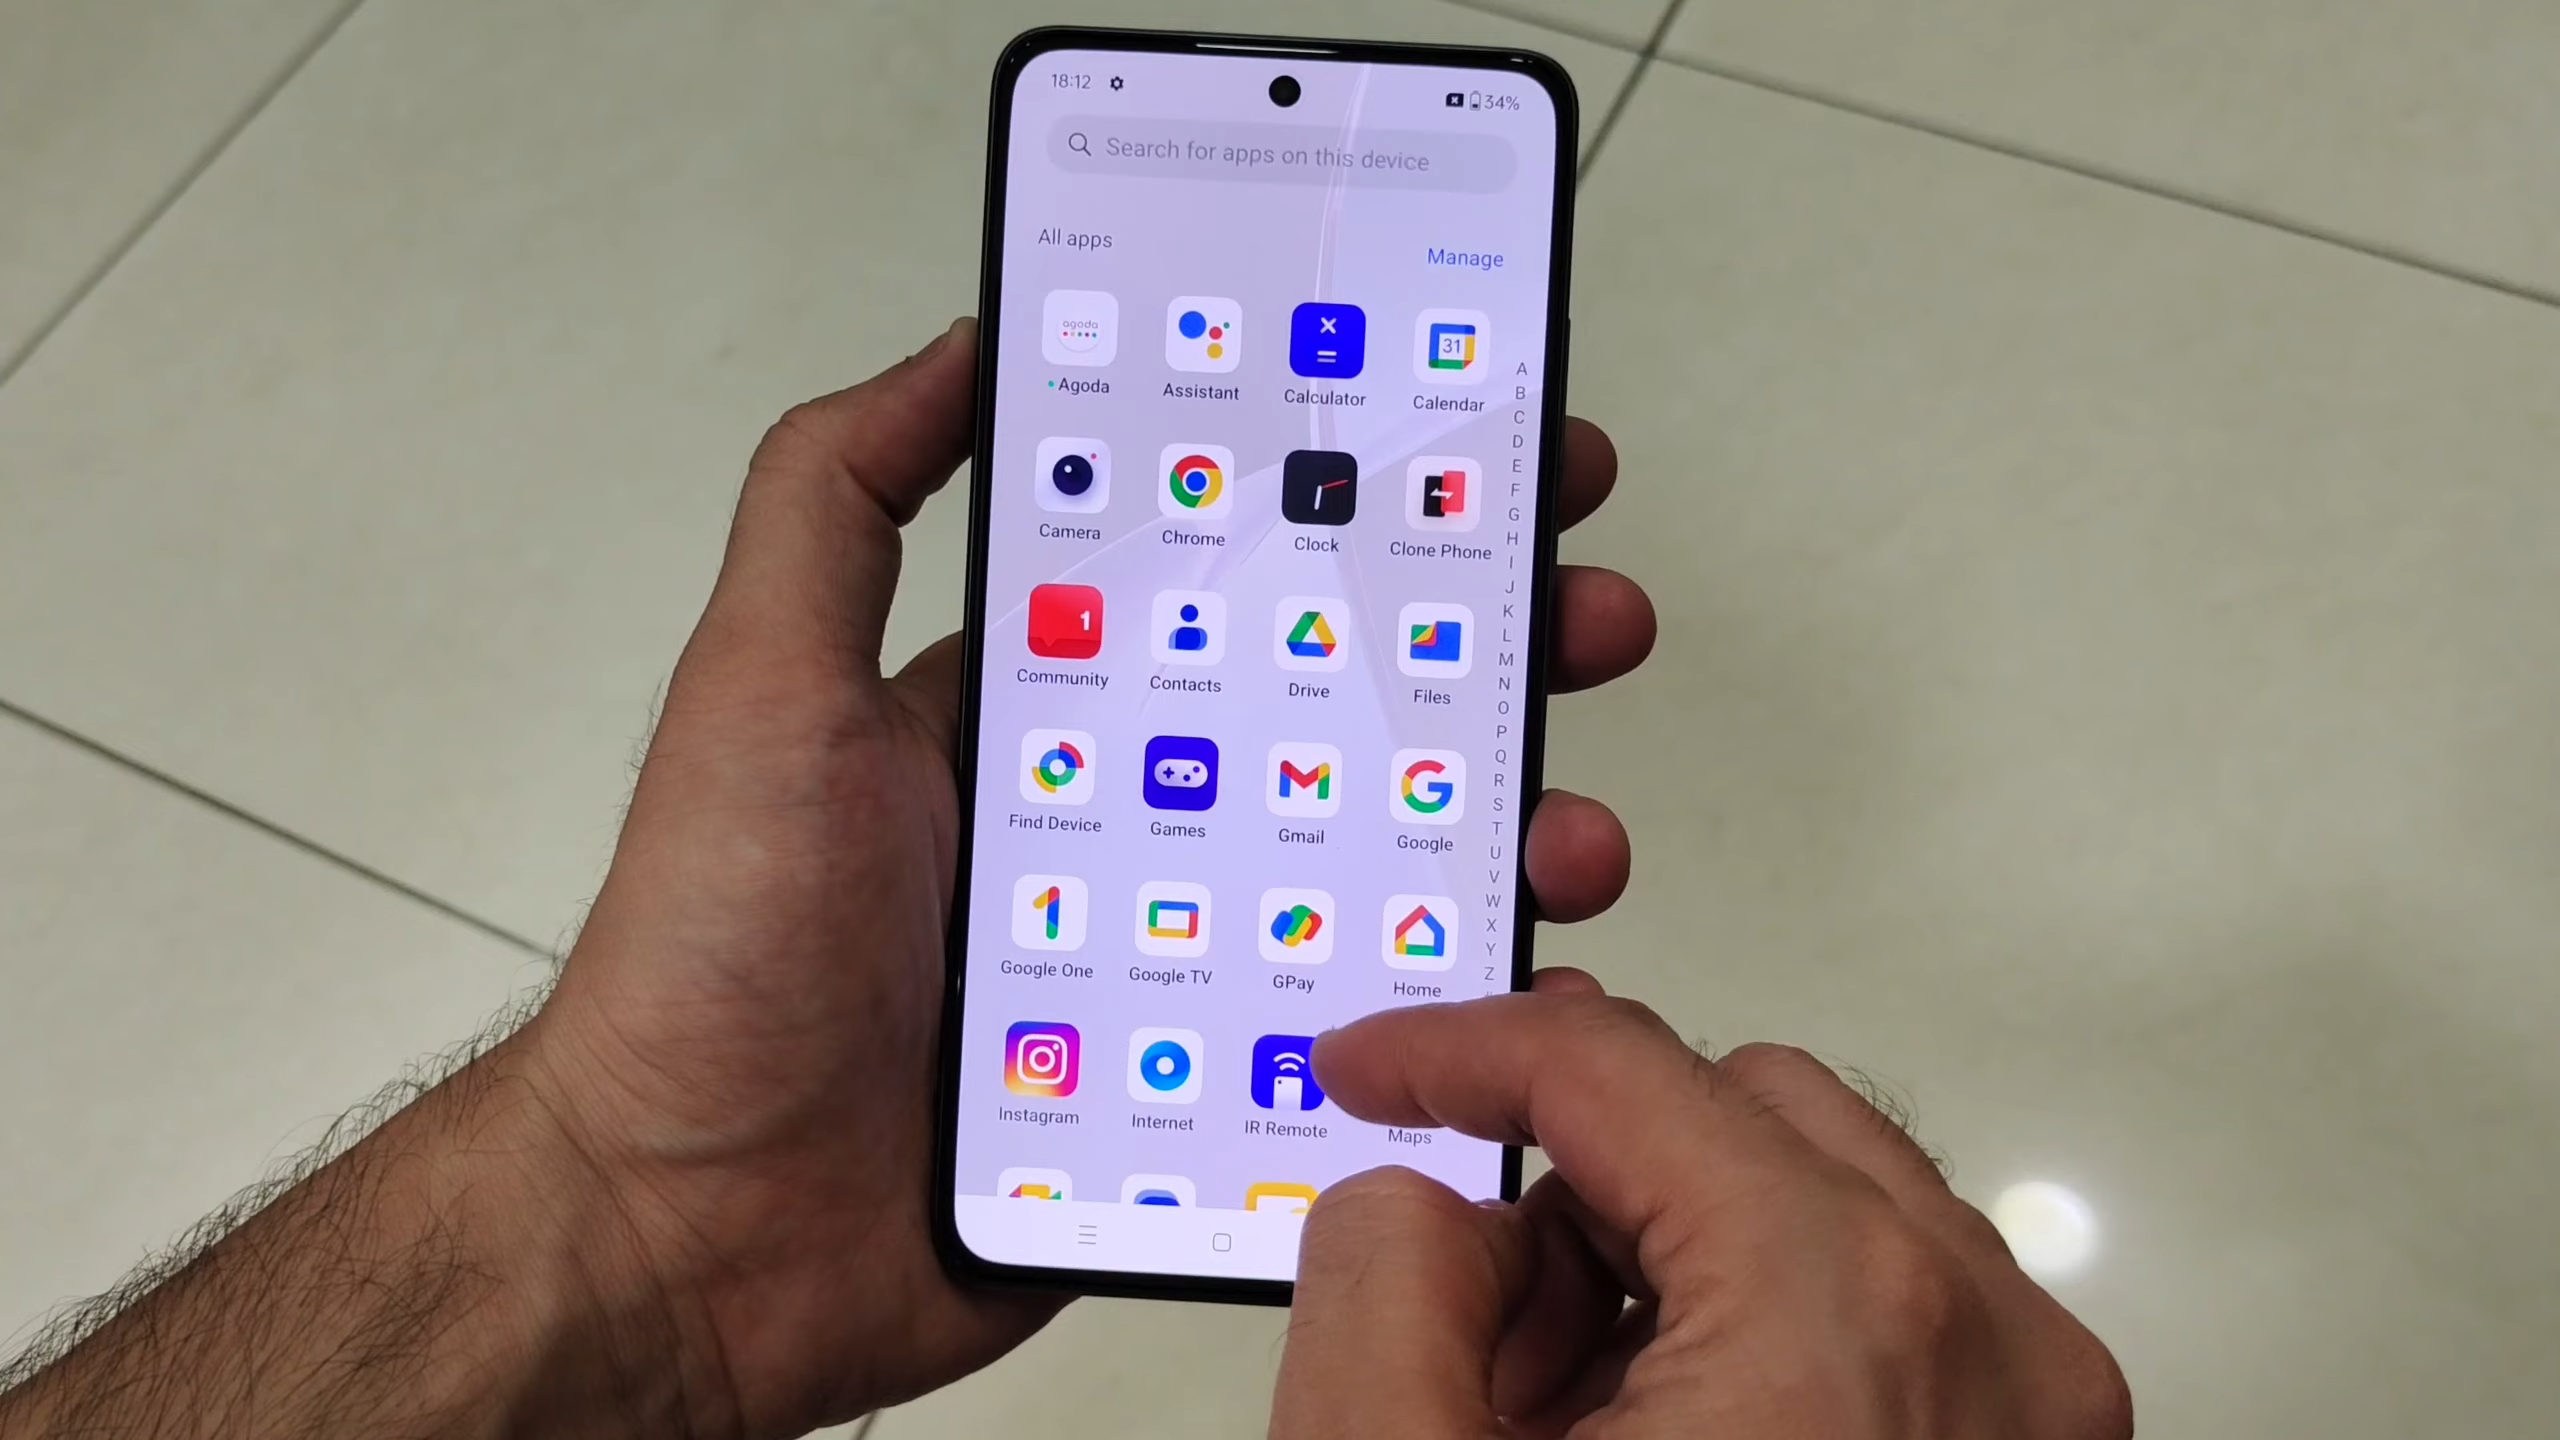 18:12 34%
Search for apps on this device
All apps
Manage
agoda
31
Agoda Assistant Calculator Calendar
Camera Chrome Clock Clone Phone
1
Community Contacts Drive Files
Find Device Games Gmail Google
Google One Google TV GPay Home
Instagram Internet IR Remote Maps
A
B
C
D
E
F
G
H
I
J
K
L
M
N
O
P
Q
R
S
T
U
V
W
X
Y
Z